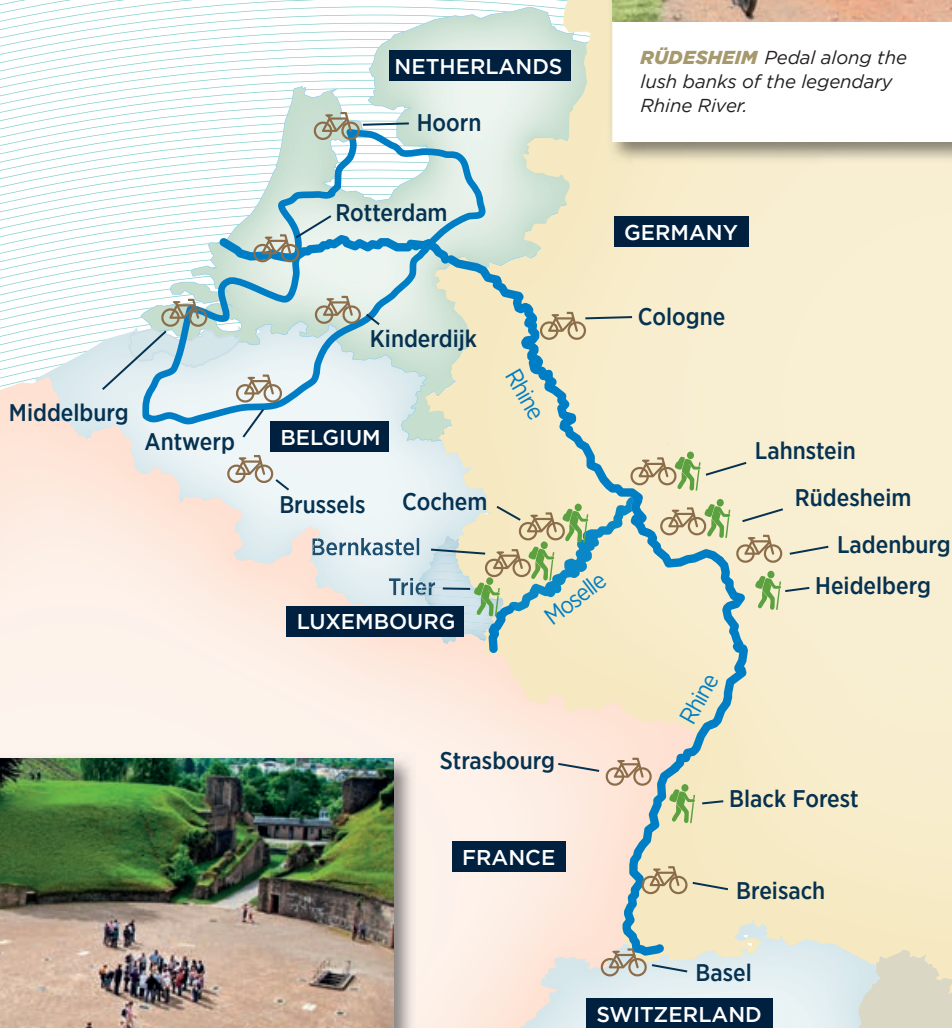 RÜDESHEIM Pedal along the
lush banks of the legendary
Rhine River.
NETHERLANDS
Hoorn
Rotterdam
GERMANY
Cologne
Kinderdijk
Rhine
Middelburg
Antwerp
BELGIUM
Brussels
Lahnstein
Cochem
Rüdesheim
Bernkastel
Ladenburg
Trier
Moselle
Heidelberg
LUXEMBOURG
Rhine
Strasbourg
Black Forest
FRANCE
Breisach
Basel
SWITZERLAND